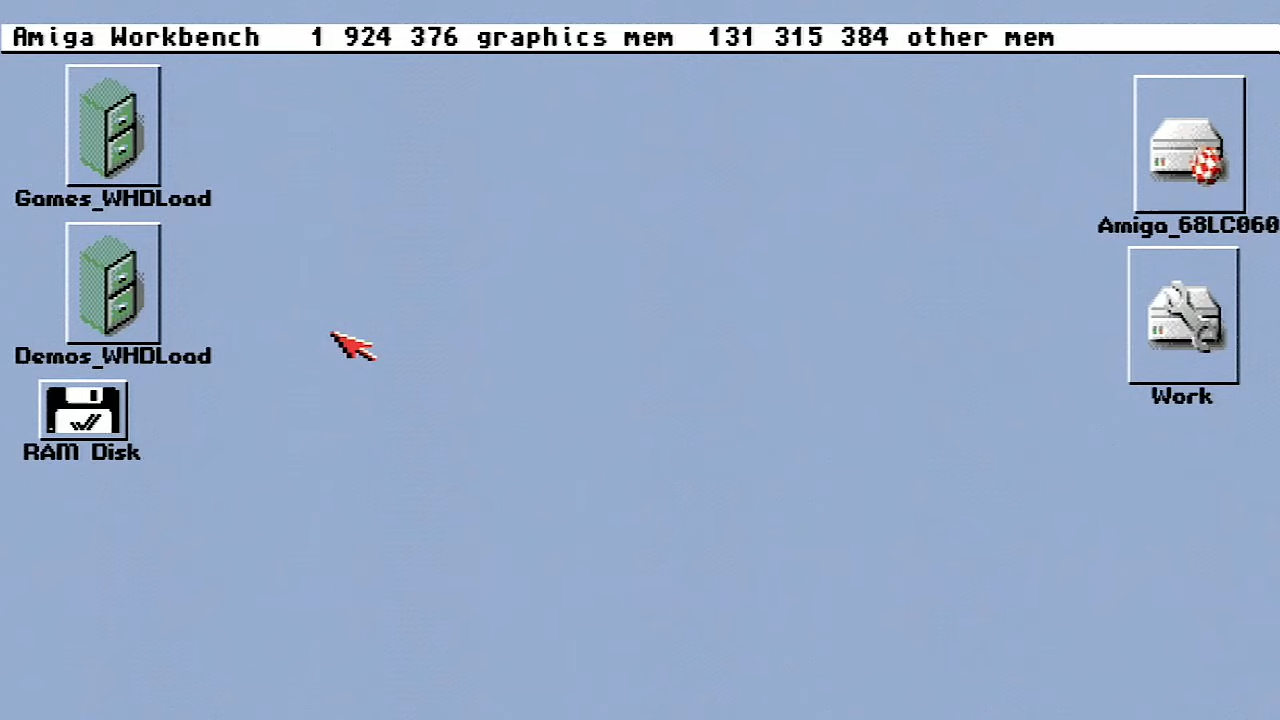 Amiga Workbench   1 924 376 graphics mem  131 315 384 other mem
Games_WHDLoad
Amiga_68LC060
Demos_WHDLoad
Work
RAM Disk